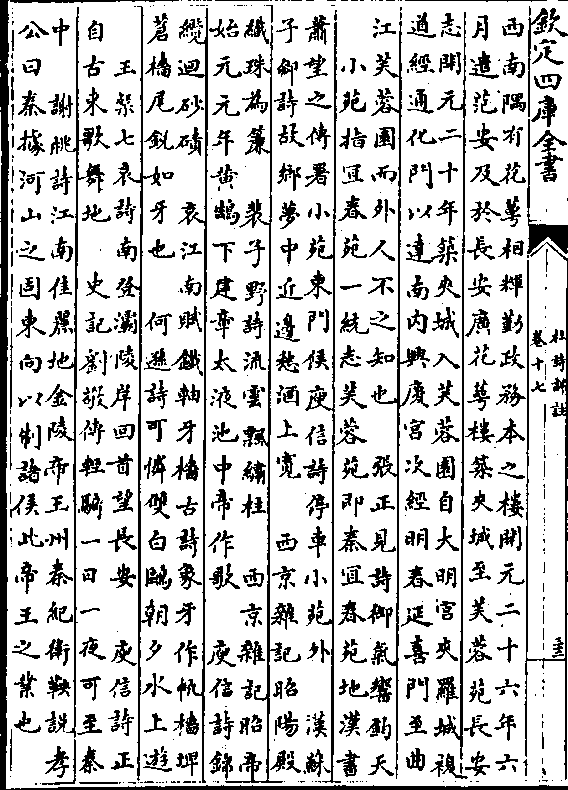 欽定四庫全書
杜詩詳註
卷十七
西南隅有花萼相輝勤政務本之樓開元二十六年六
月遣范安及於長安廣花萼樓築夾城至芙蓉苑長安
志開元二十年築夾城入芙蓉園自大明宮夾羅城複
道經通化門以達南內興慶宮次經明春延喜門至曲
江芙蓉園而外人不之知也　張正見詩御氣響鈞天
小苑指宜春苑一統志芙蓉苑即秦宜春苑地漢書
蕭望之傳署小苑東門候庾信詩停車小苑外　漢蘇
子卿詩故鄉夢中近邊愁酒上寬　西京雜記昭陽殿
織珠為簾　裴子野詩流雲飄繡柱　西京雜記昭帝
始元元年黃鵠下建章太液池中帝作歌　庾信詩錦
纜迴砂磧　哀江南賦鐵軸牙檣古詩象牙作帆檣埤
蒼檣尾銳如牙也　何遜詩可憐雙白鷗朝夕水上遊
王粲七哀詩南登灞陵岸回首望長安　庾信詩正
自古來歌舞地　史記劉敬傳輕騎一日一夜可至秦
中　謝朓詩江南佳麗地金陵帝王州秦紀衛鞅說孝
公曰秦據河山之固東向以制諸侯此帝王之業也